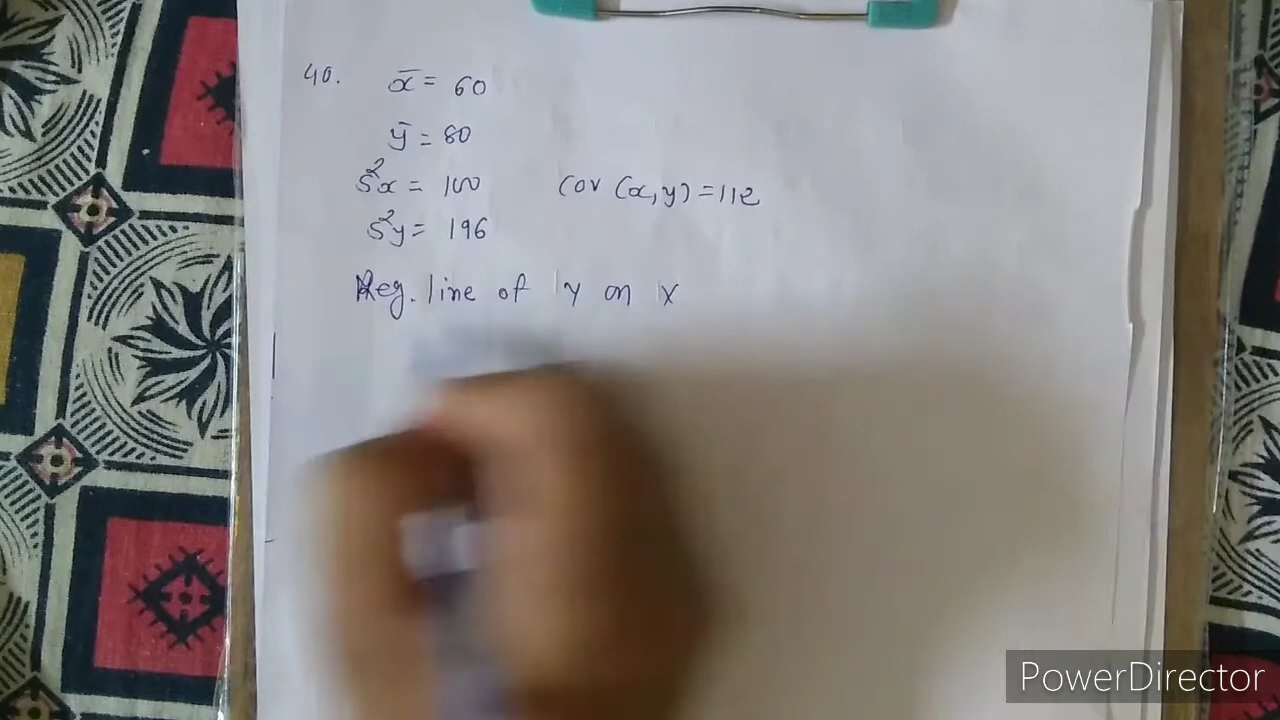 40. x̄ = 60
ȳ = 80
s²x = 100 Cov (x,y) = 112
s²y = 196
Reg. line of y on x
PowerDirector